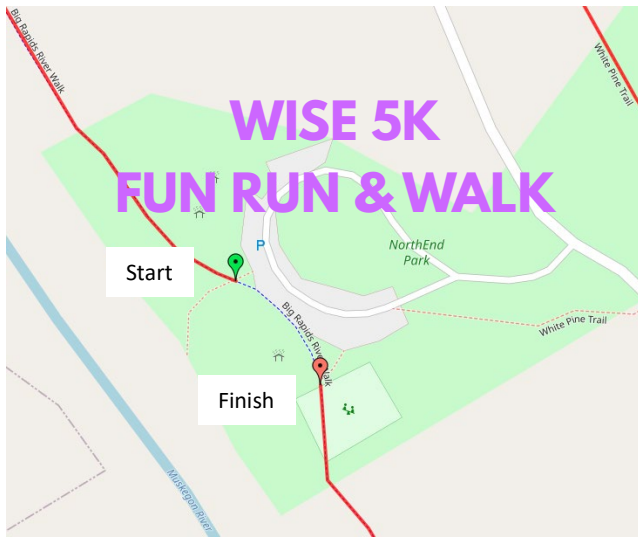 Big Rapids River Walk
White Pine Trail
WISE 5K
FUN RUN & WALK
P
NorthEnd
Park
Start
Big Rapids River Walk
White Pine Trail
Finish
Muskegon River